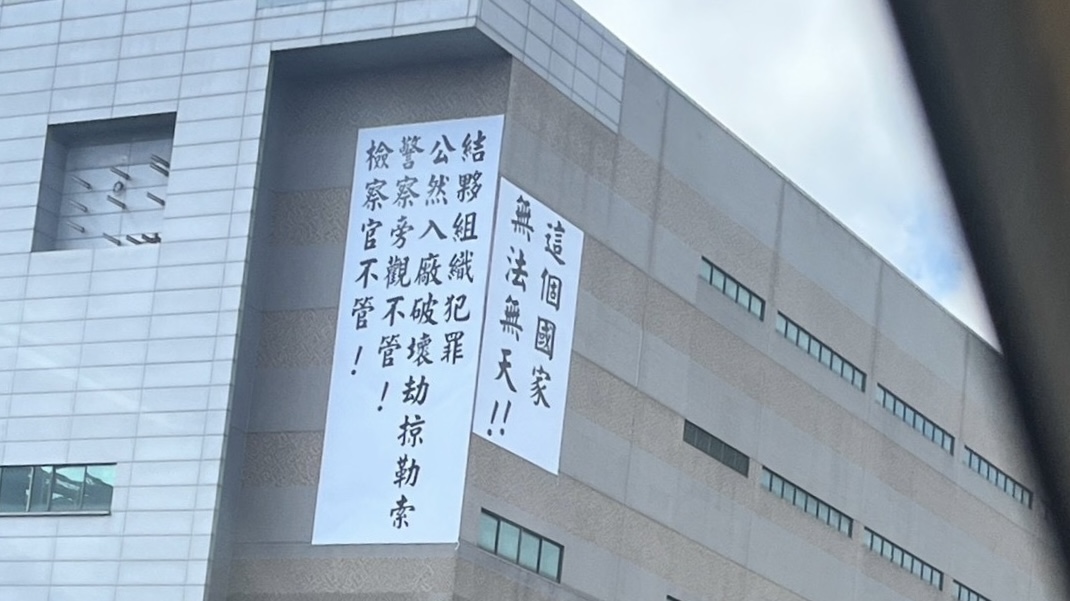 這個國家
無法無天!!
結夥組織犯罪
公然入廠破壞劫掠勒索
警察旁觀不管!
檢察官不管!